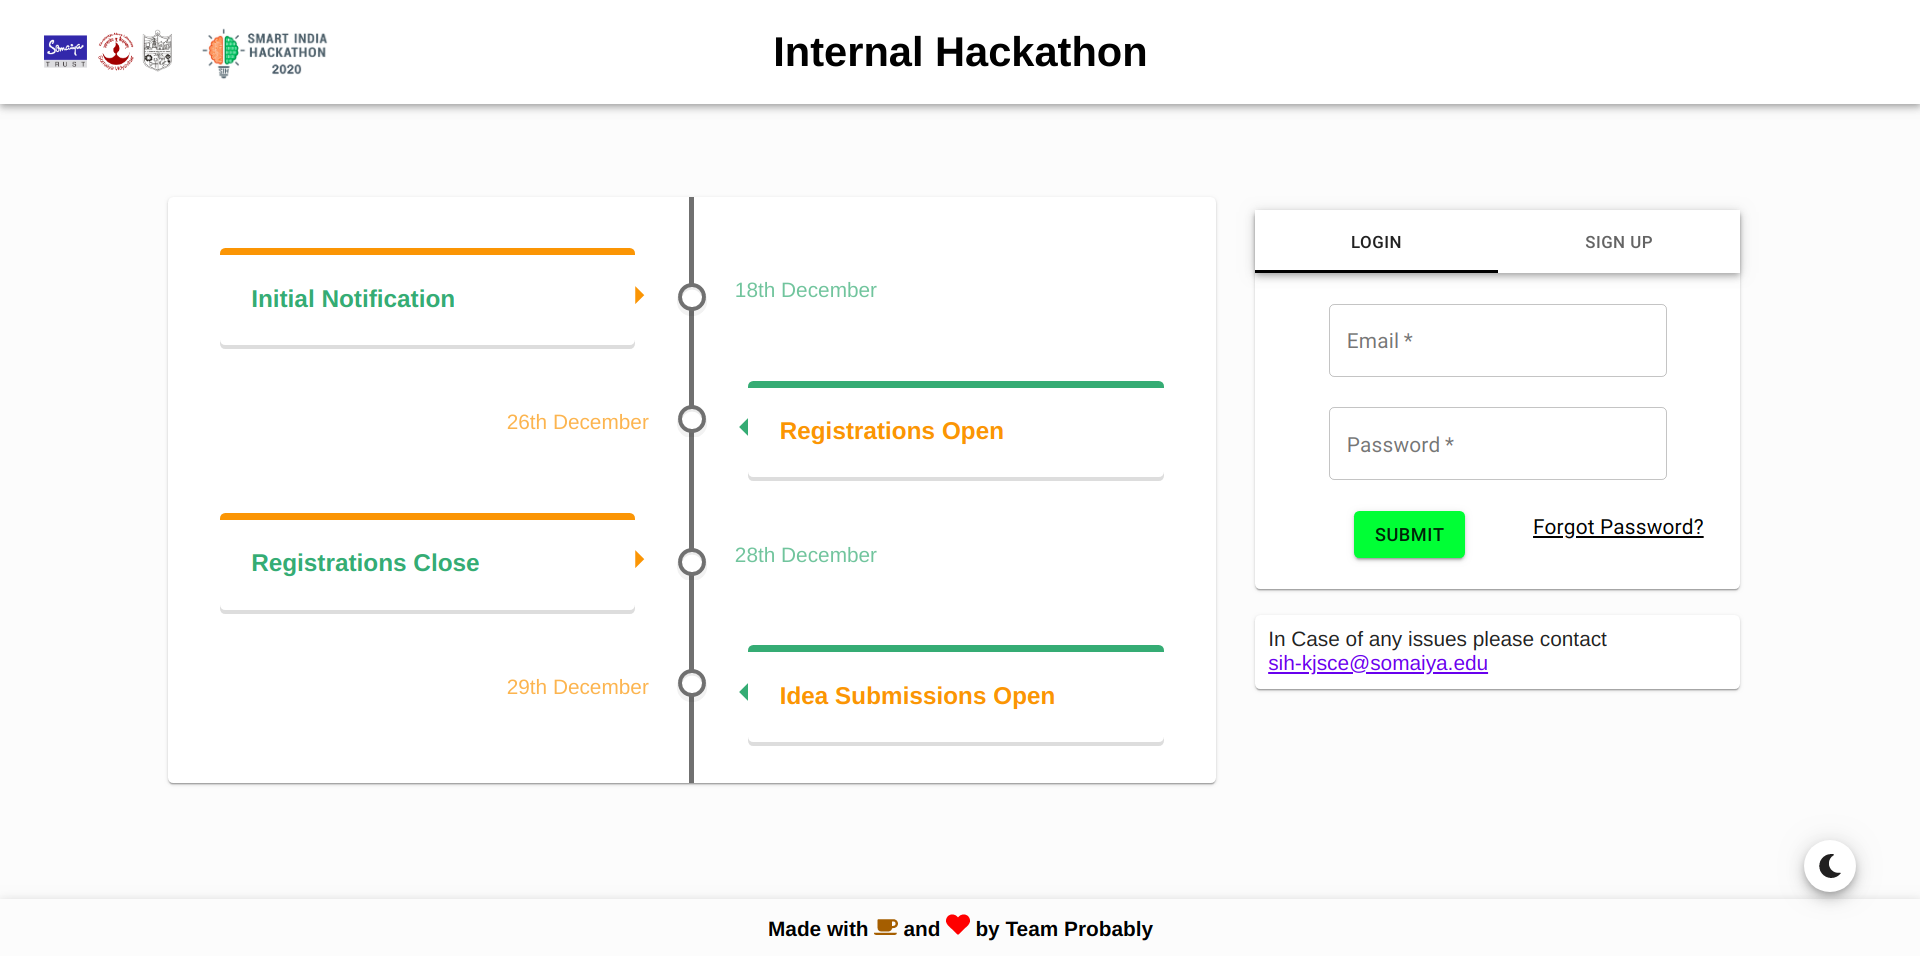 Somaiya
TRUST
SMART INDIA
HACKATHON
2020
Internal Hackathon
Initial Notification
18th December
26th December
Registrations Open
Registrations Close
28th December
29th December
Idea Submissions Open
LOGIN
SIGN UP
Email *
Password *
SUBMIT
Forgot Password?
In Case of any issues please contact
sih-kjsce@somaiya.edu
Made with and by Team Probably